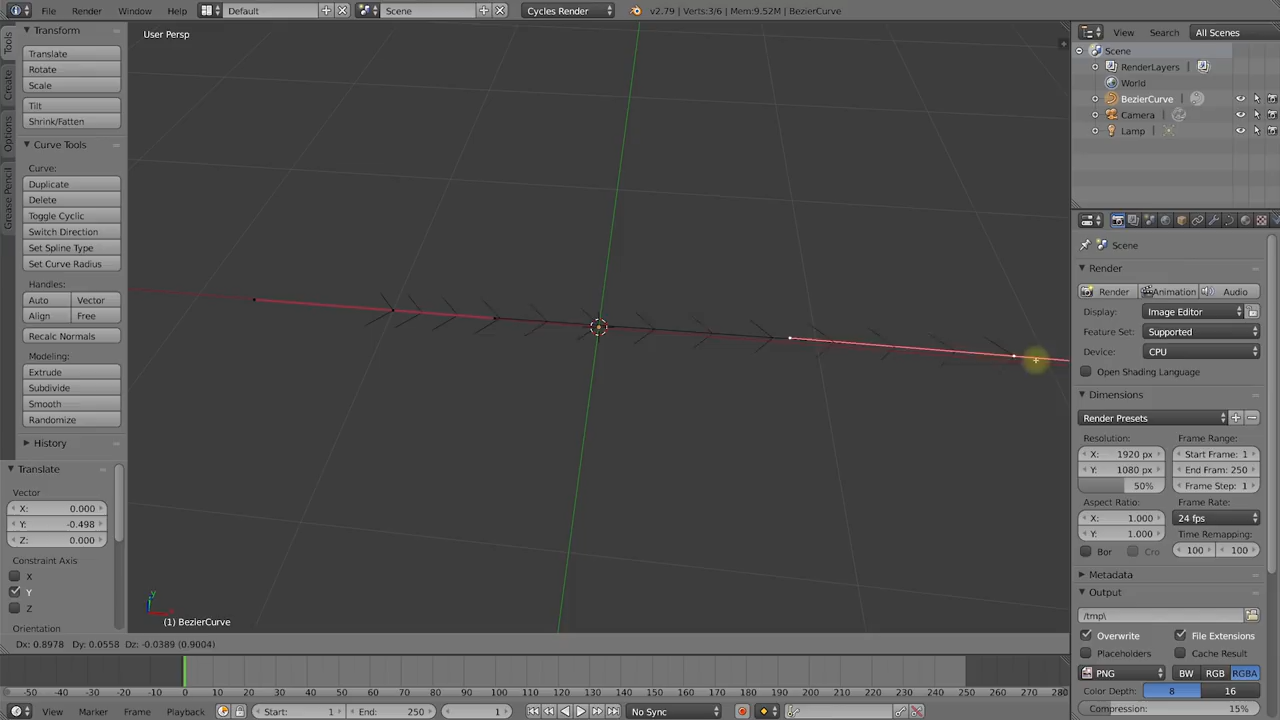 File Render Window Help Default Scene Cycles Render v2.79 | Verts:3/6 | Mem:9.52M | BezierCurve
Tools
Create
Options
Grease Pencil
Transform
Translate
Rotate
Scale
Tilt
Shrink/Fatten
Curve Tools
Curve:
Duplicate
Delete
Toggle Cyclic
Switch Direction
Set Spline Type
Set Curve Radius
Handles:
Auto Vector
Align Free
Recalc Normals
Modeling:
Extrude
Subdivide
Smooth
Randomize
History
Translate
Vector
X: 0.000
Y: -0.498
Z: 0.000
Constraint Axis
X
Y
Z
Orientation
User Persp
y
(1) BezierCurve
Dx: 0.8978 Dy: 0.0558 Dz: -0.0389 (0.9004)
View Search All Scenes
Scene
RenderLayers
World
BezierCurve
Camera
Lamp
Scene
Render
Render Animation Audio
Display: Image Editor
Feature Set: Supported
Device: CPU
Open Shading Language
Dimensions
Render Presets
Resolution: Frame Range:
X: 1920 px Start Frame: 1
Y: 1080 px End Fram: 250
50% Frame Step: 1
Aspect Ratio: Frame Rate:
X: 1.000 24 fps
Y: 1.000 Time Remapping:
Bor Cro 100 100
Metadata
Output
/tmp\
Overwrite File Extensions
Placeholders Cache Result
PNG BW RGB RGBA
Color Depth: 8 16
Compression: 15%
-50 -40 -30 -20 -10 0 10 20 30 40 50 60 70 80 90 100 110 120 130 140 150 160 170 180 190 200 210 220 230 240 250 260 270 280
View Marker Frame Playback Start: 1 End: 250 1 No Sync